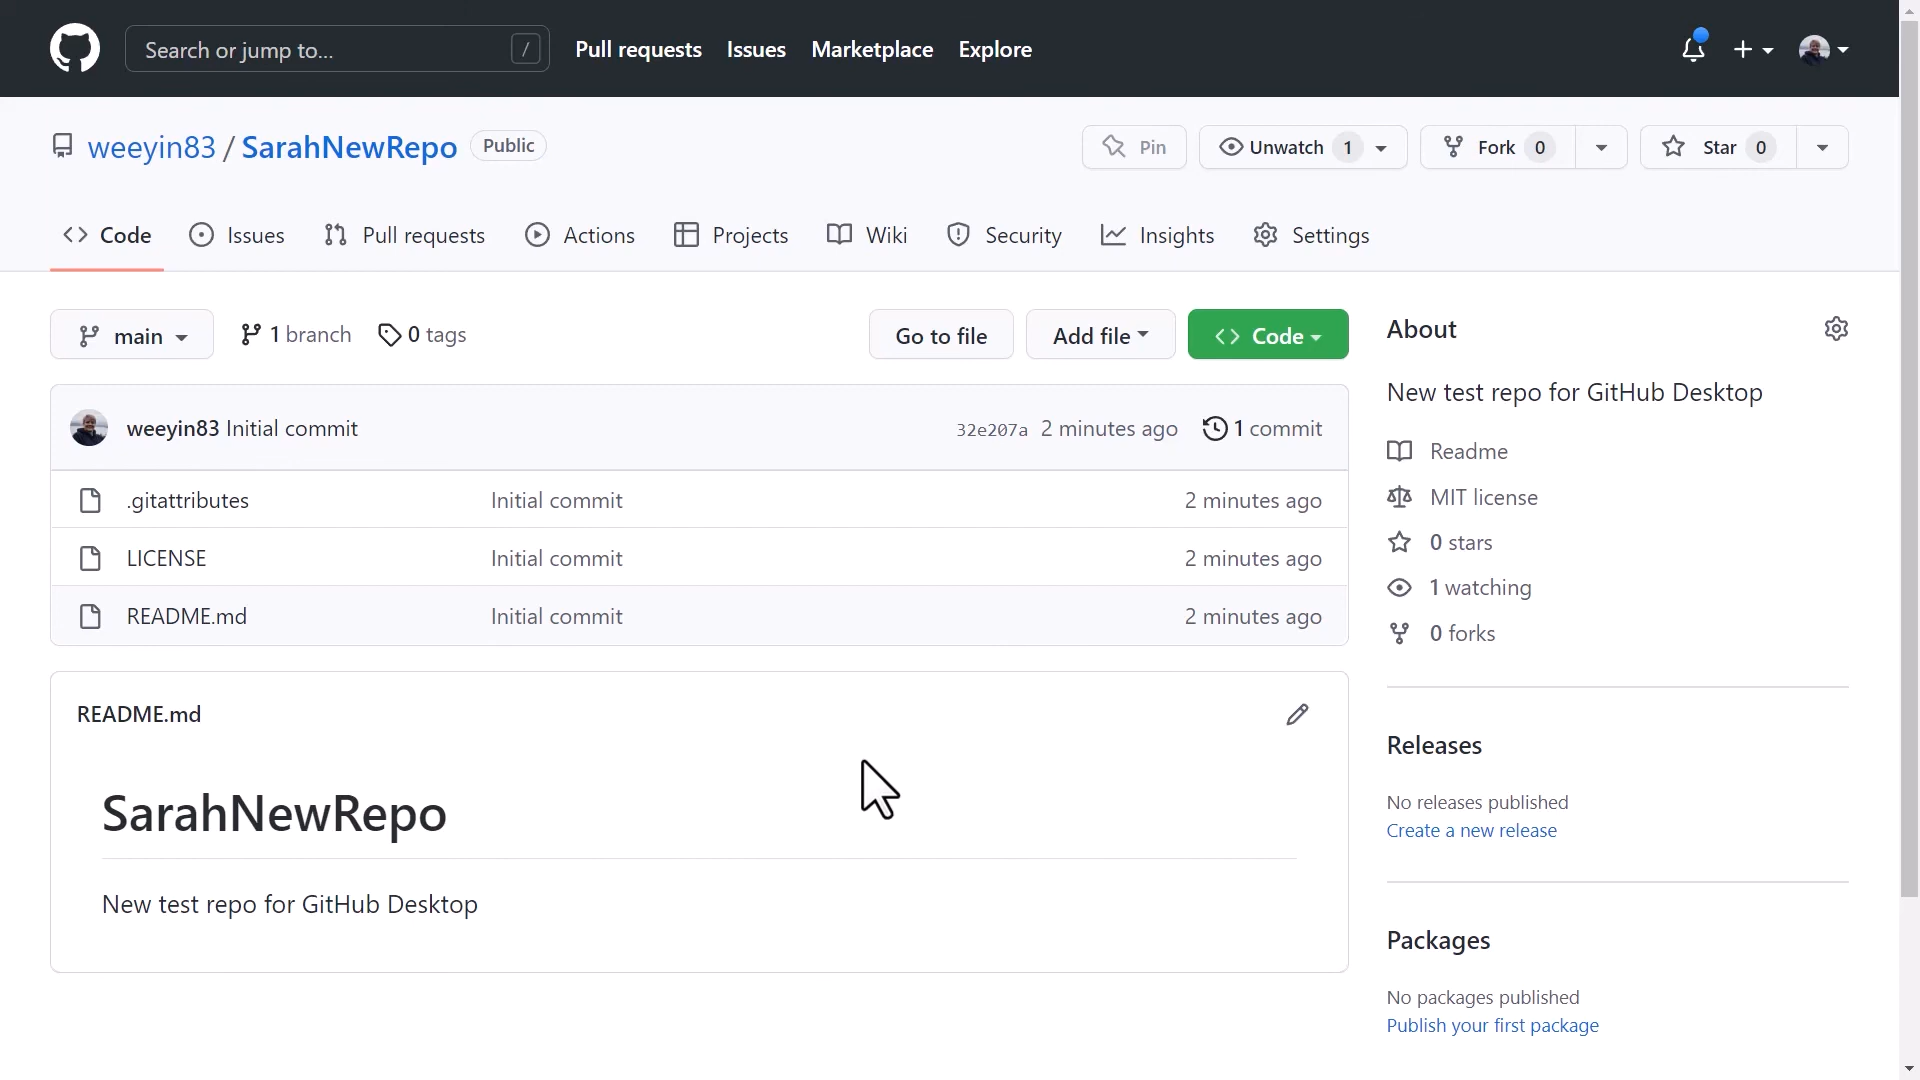 Search or jump to... /
Pull requests Issues Marketplace Explore
weeyin83 / SarahNewRepo Public
Pin Unwatch 1 Fork 0 Star 0
Code Issues Pull requests Actions Projects Wiki Security Insights Settings
main 1 branch 0 tags Go to file Add file Code
weeyin83 Initial commit 32e207a 2 minutes ago 1 commit
.gitattributes Initial commit 2 minutes ago
LICENSE Initial commit 2 minutes ago
README.md Initial commit 2 minutes ago
README.md
SarahNewRepo
New test repo for GitHub Desktop
About
New test repo for GitHub Desktop
Readme
MIT license
0 stars
1 watching
0 forks
Releases
No releases published
Create a new release
Packages
No packages published
Publish your first package